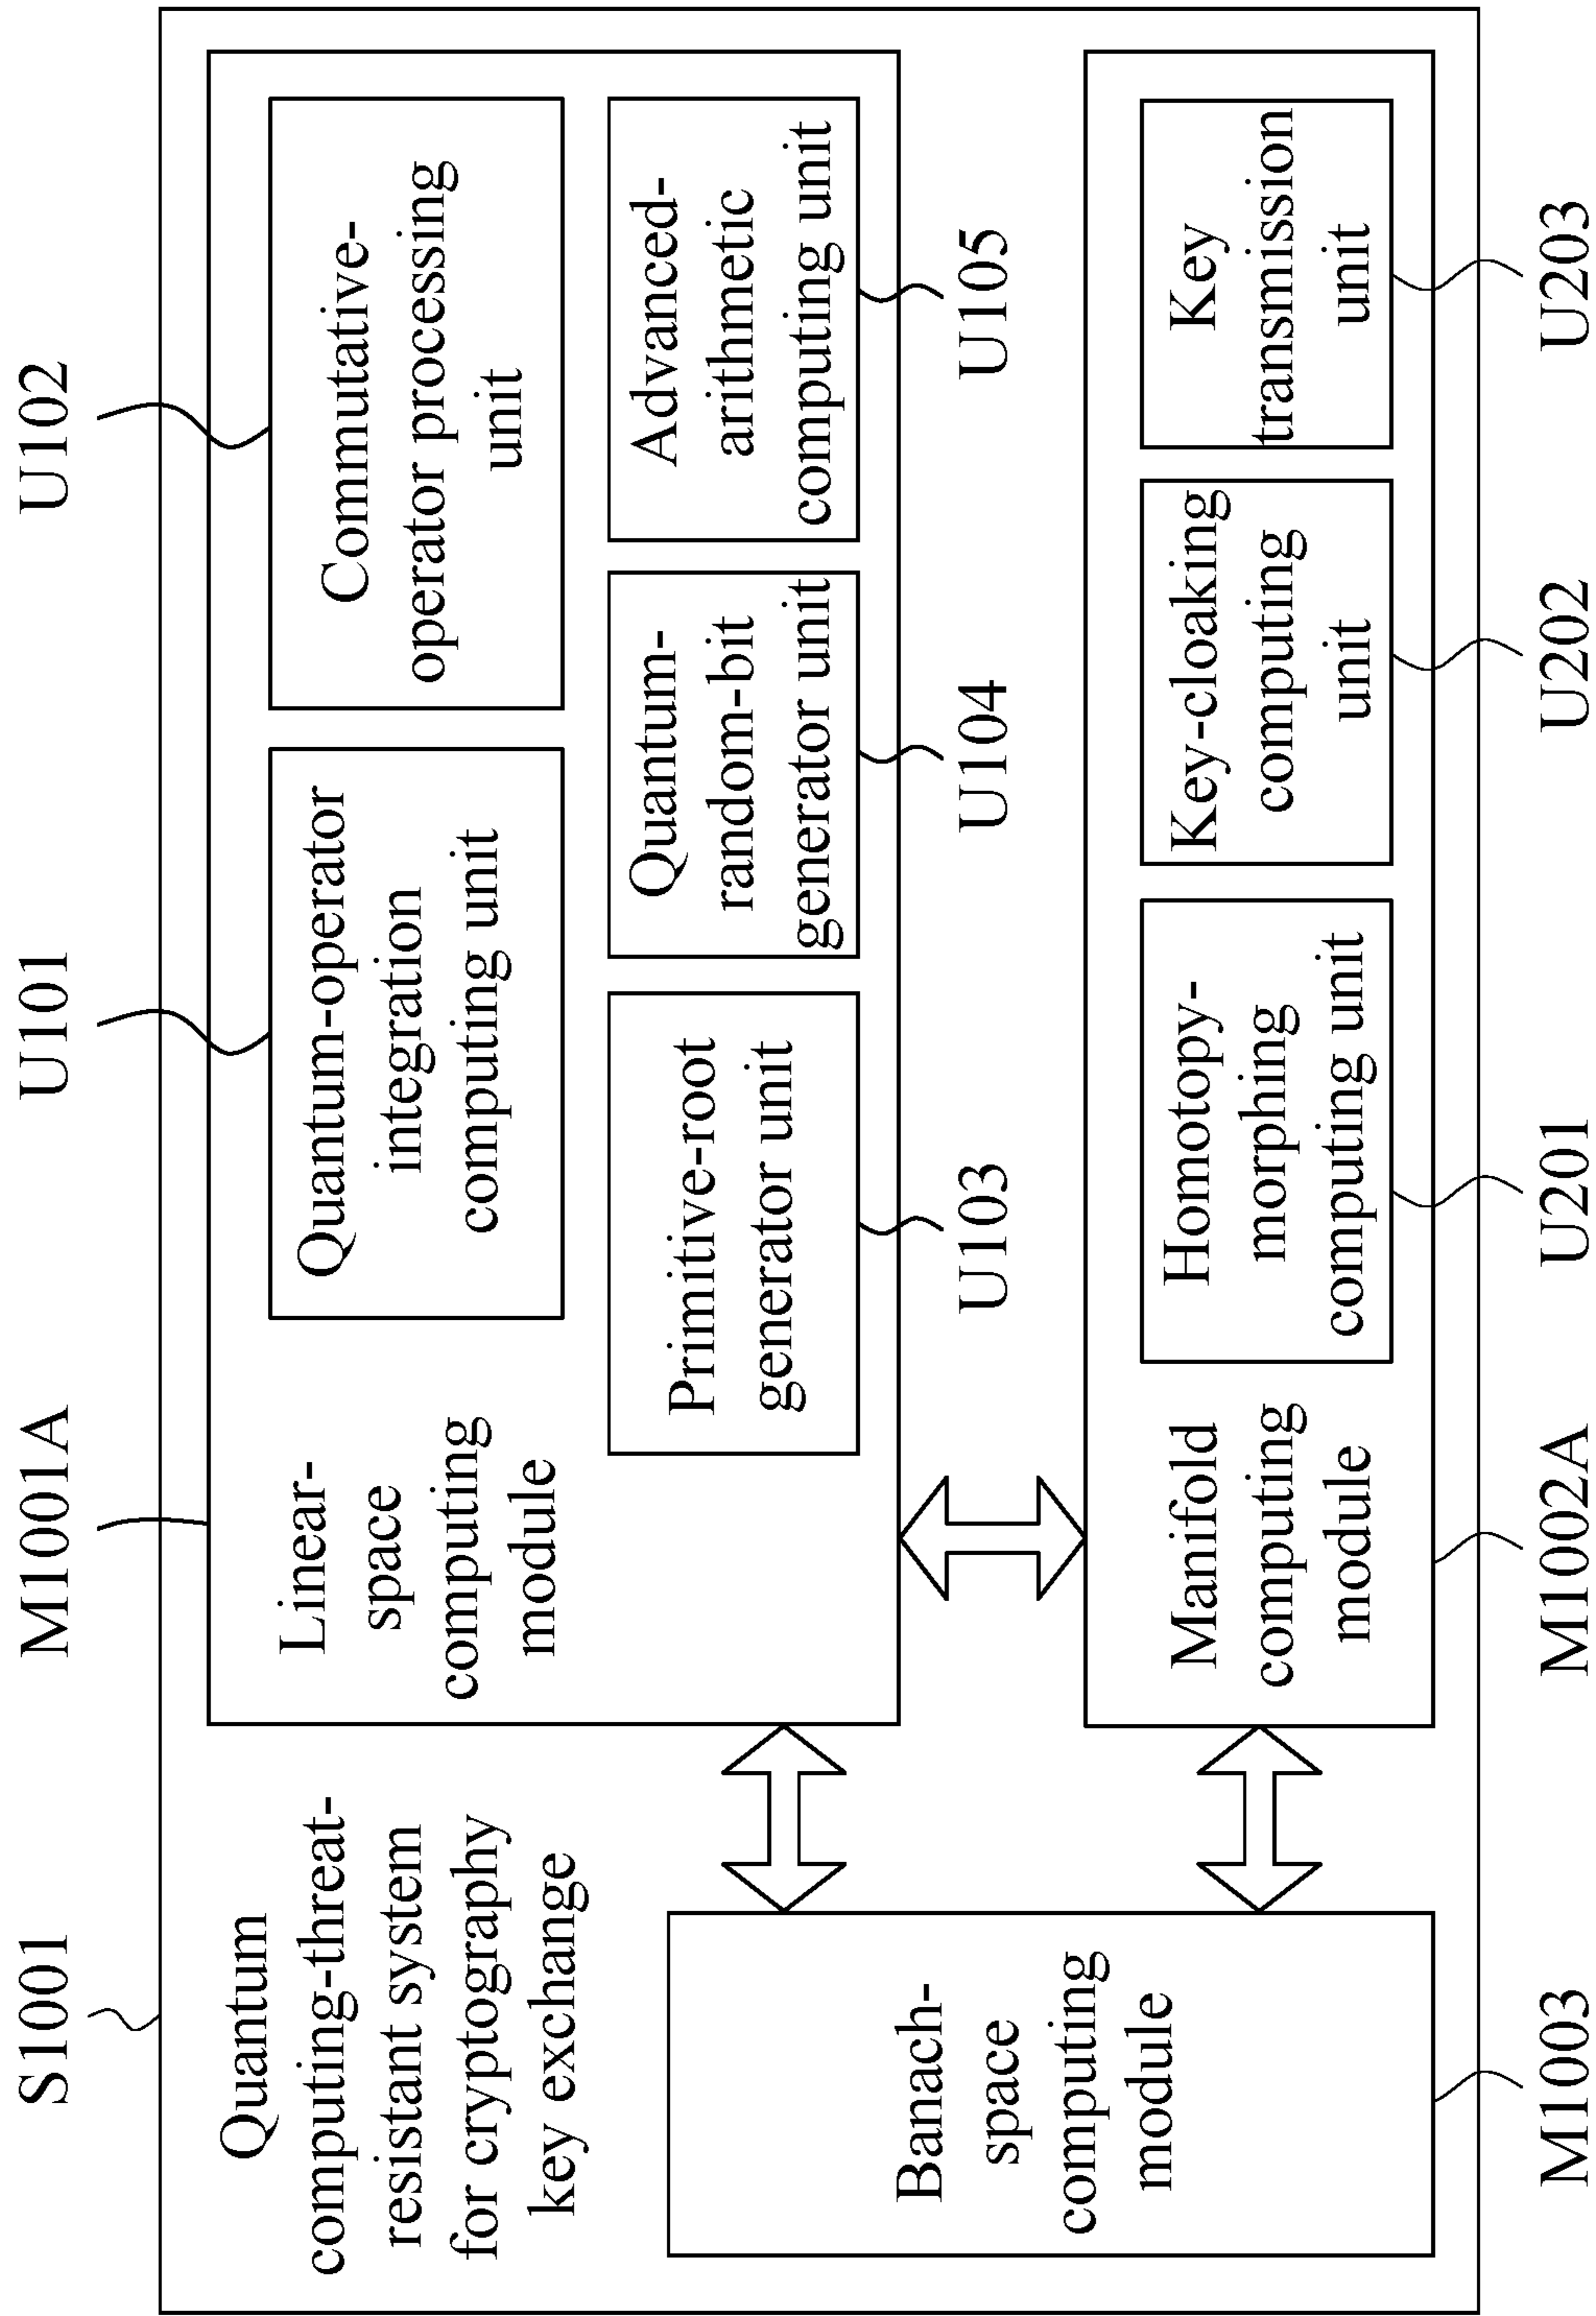 S1001
M1001A
U101
U102
Quantum
computing-threat-
resistant system
for cryptography
key exchange
Linear-
space
computing
module
Quantum-operator
integration
computing unit
Commutative-
operator processing
unit
Primitive-root
generator unit
Quantum-
random-bit
generator unit
Advanced-
arithmetic
computing unit
U103
U104
U105
Banach-
space
computing
module
Manifold
computing
module
Homotopy-
morphing
computing unit
Key-cloaking
computing
unit
Key
transmission
unit
M1003
M1002A
U201
U202
U203